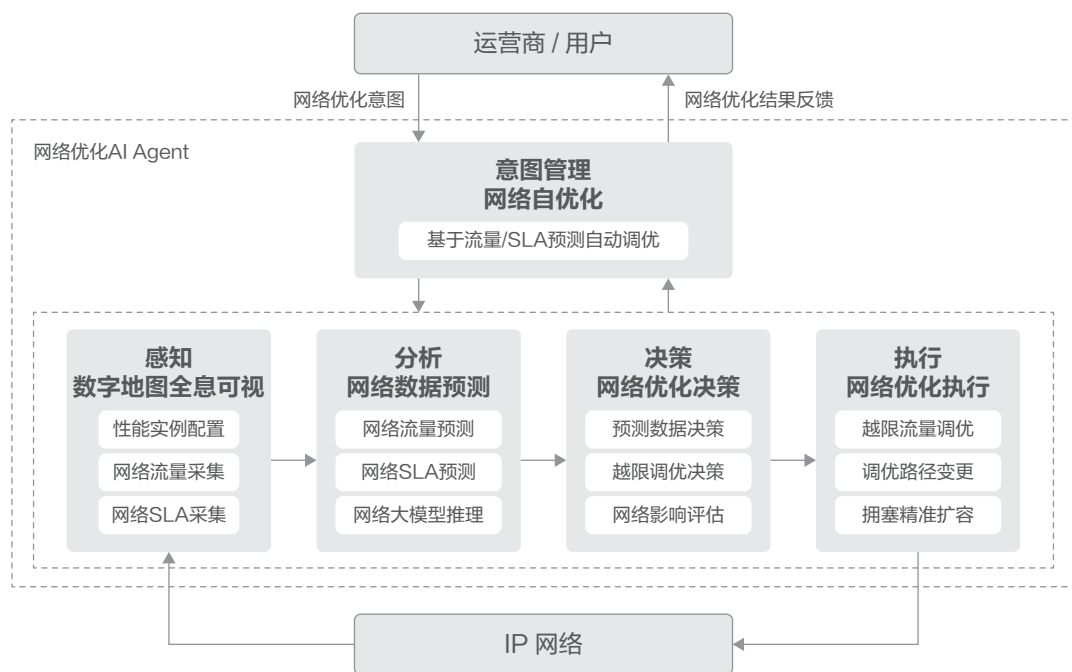 运营商 / 用户
网络优化意图
网络优化结果反馈
网络优化AI Agent
意图管理
网络自优化
基于流量/SLA预测自动调优
感知
数字地图全息可视
性能实例配置
网络流量采集
网络SLA采集
分析
网络数据预测
网络流量预测
网络SLA预测
网络大模型推理
决策
网络优化决策
预测数据决策
越限调优决策
网络影响评估
执行
网络优化执行
越限流量调优
调优路径变更
拥塞精准扩容
IP 网络